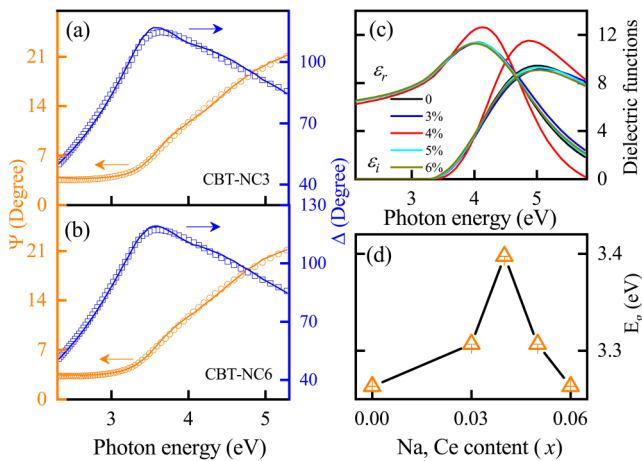 (a)
21
14
7
0
CBT-NC3
110
70
40
(b)
21
14
7
0
CBT-NC6
130
110
70
40
Ψ (Degree)
Δ (Degree)
3
4
5
Photon energy (eV)
(c)
εr
εi
0
3%
4%
5%
6%
12
8
4
0
Dielectric functions
2
3
4
5
Photon energy (eV)
(d)
3.4
3.3
Eg (eV)
0.00
0.03
0.06
Na, Ce content (x)